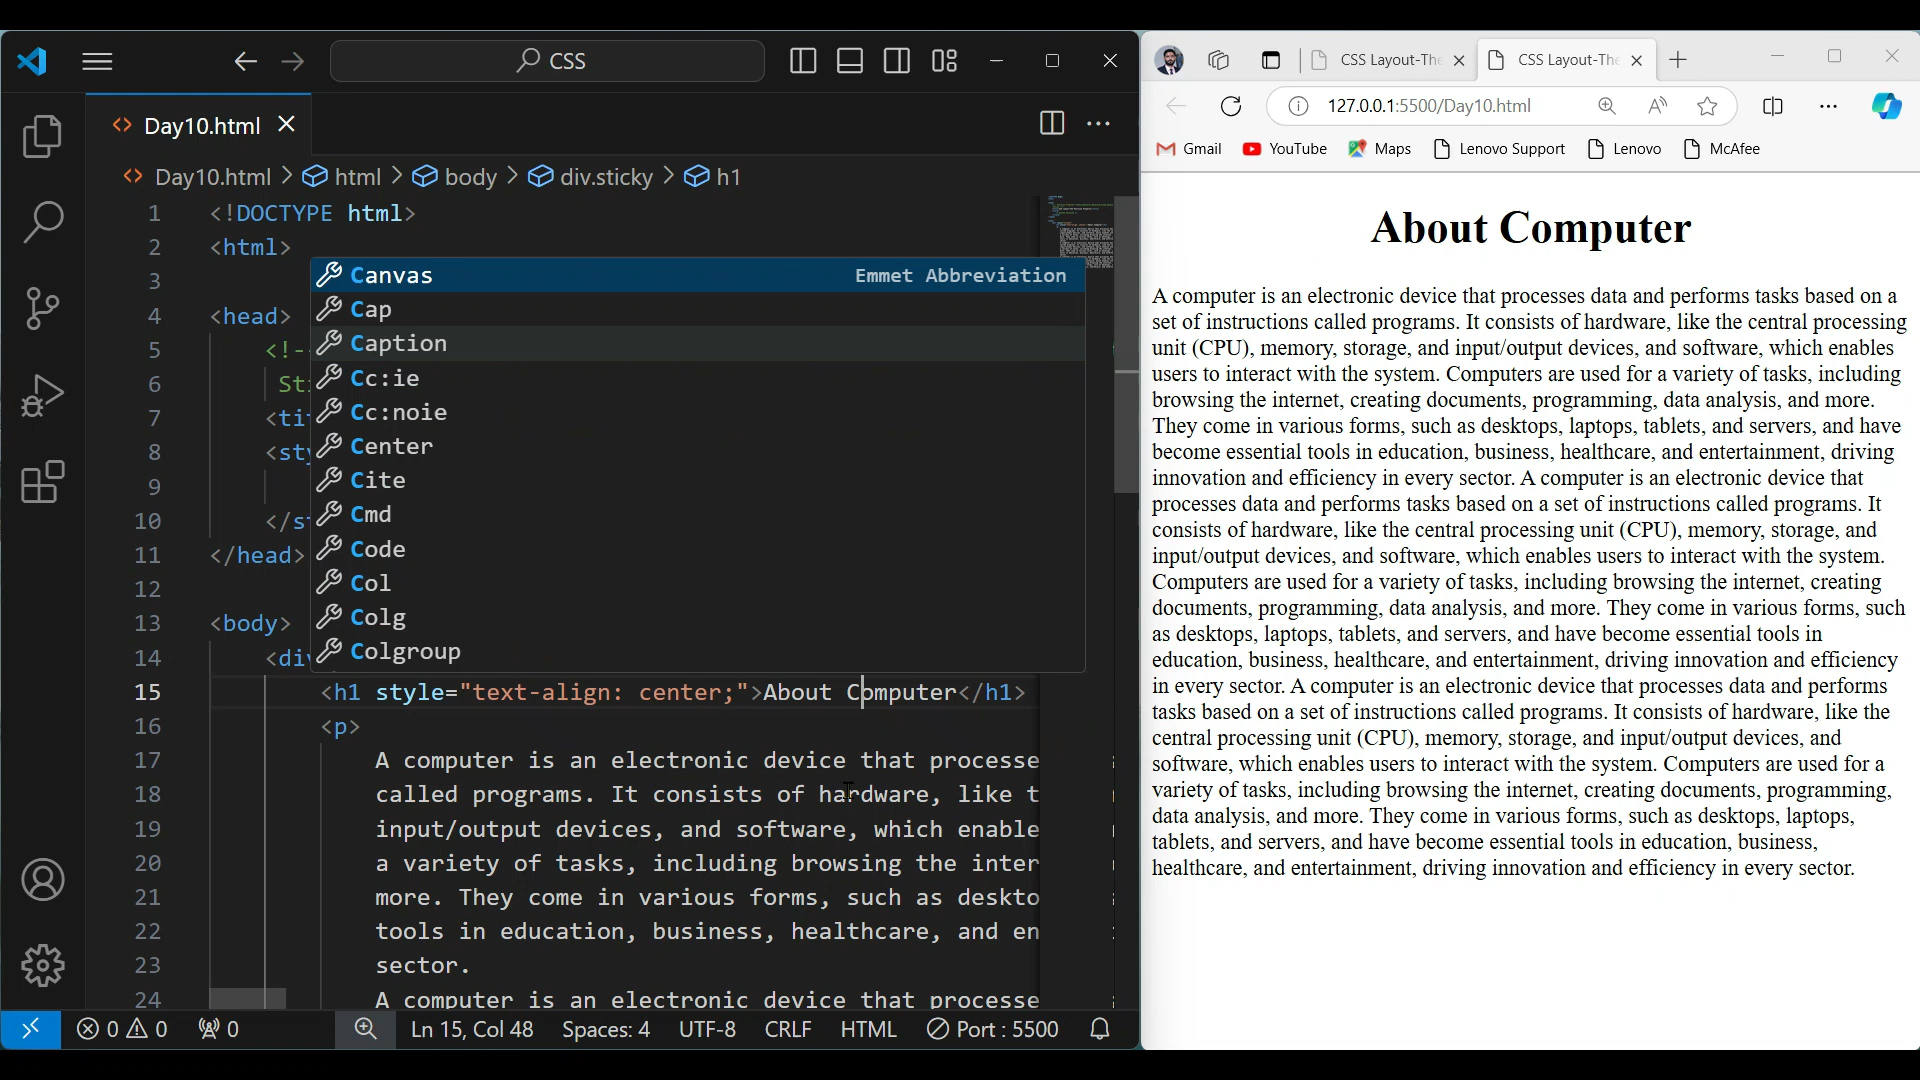 CSS
Day10.html
Day10.html > html > body > div.sticky > h1
1 <!DOCTYPE html>
2 <html>
3
4 <head>
5 <!--
6 Sti
7 <tit
8 <sty
9
10 </st
11 </head>
12
13 <body>
14 <div
Canvas Emmet Abbreviation
Cap
Caption
Cc:ie
Cc:noie
Center
Cite
Cmd
Code
Col
Colg
Colgroup
15 <h1 style="text-align: center;">About Computer</h1>
16 <p>
17 A computer is an electronic device that processe
18 called programs. It consists of hardware, like t
19 input/output devices, and software, which enable
20 a variety of tasks, including browsing the inter
21 more. They come in various forms, such as deskto
22 tools in education, business, healthcare, and en
23 sector.
24 A computer is an electronic device that processe
0 0 0 Ln 15, Col 48 Spaces: 4 UTF-8 CRLF HTML Port : 5500
CSS Layout-The CSS Layout-The
127.0.0.1:5500/Day10.html
Gmail YouTube Maps Lenovo Support Lenovo McAfee
About Computer
A computer is an electronic device that processes data and performs tasks based on a
set of instructions called programs. It consists of hardware, like the central processing
unit (CPU), memory, storage, and input/output devices, and software, which enables
users to interact with the system. Computers are used for a variety of tasks, including
browsing the internet, creating documents, programming, data analysis, and more.
They come in various forms, such as desktops, laptops, tablets, and servers, and have
become essential tools in education, business, healthcare, and entertainment, driving
innovation and efficiency in every sector. A computer is an electronic device that
processes data and performs tasks based on a set of instructions called programs. It
consists of hardware, like the central processing unit (CPU), memory, storage, and
input/output devices, and software, which enables users to interact with the system.
Computers are used for a variety of tasks, including browsing the internet, creating
documents, programming, data analysis, and more. They come in various forms, such
as desktops, laptops, tablets, and servers, and have become essential tools in
education, business, healthcare, and entertainment, driving innovation and efficiency
in every sector. A computer is an electronic device that processes data and performs
tasks based on a set of instructions called programs. It consists of hardware, like the
central processing unit (CPU), memory, storage, and input/output devices, and
software, which enables users to interact with the system. Computers are used for a
variety of tasks, including browsing the internet, creating documents, programming,
data analysis, and more. They come in various forms, such as desktops, laptops,
tablets, and servers, and have become essential tools in education, business,
healthcare, and entertainment, driving innovation and efficiency in every sector.